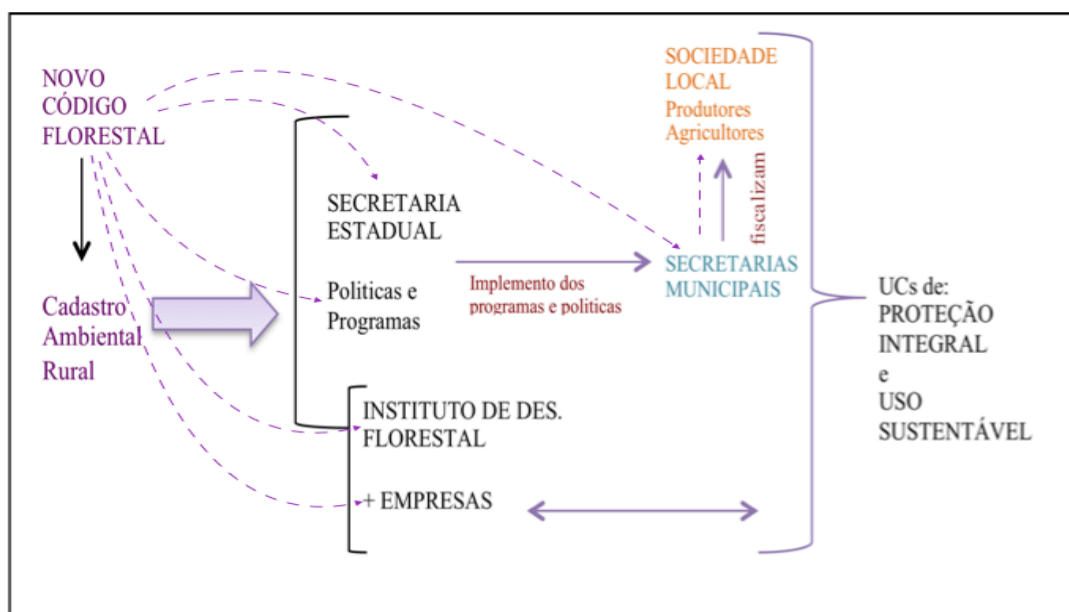 NOVO
CÓDIGO
FLORESTAL
Cadastro
Ambiental
Rural
SECRETARIA
ESTADUAL
Politicas e
Programas
INSTITUTO DE DES.
FLORESTAL
+ EMPRESAS
Implemento dos
programas e politicas
SOCIEDADE
LOCAL
Produtores
Agricultores
fiscalizam
SECRETARIAS
MUNICIPAIS
UCs de:
PROTEÇÃO
INTEGRAL
e
USO
SUSTENTÁVEL